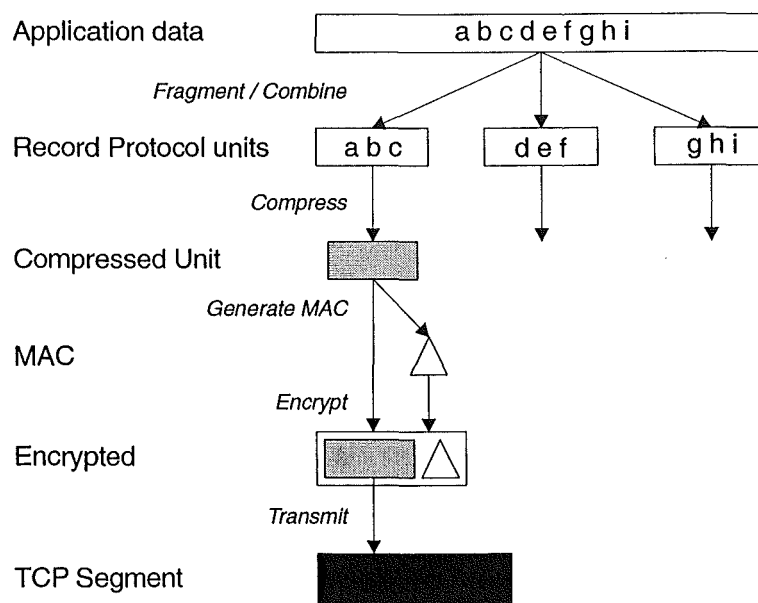 Application data
a b c d e f g h i
Fragment / Combine
Record Protocol units
a b c
d e f
g h i
Compress
Compressed Unit
Generate MAC
MAC
Encrypt
Encrypted
Transmit
TCP Segment